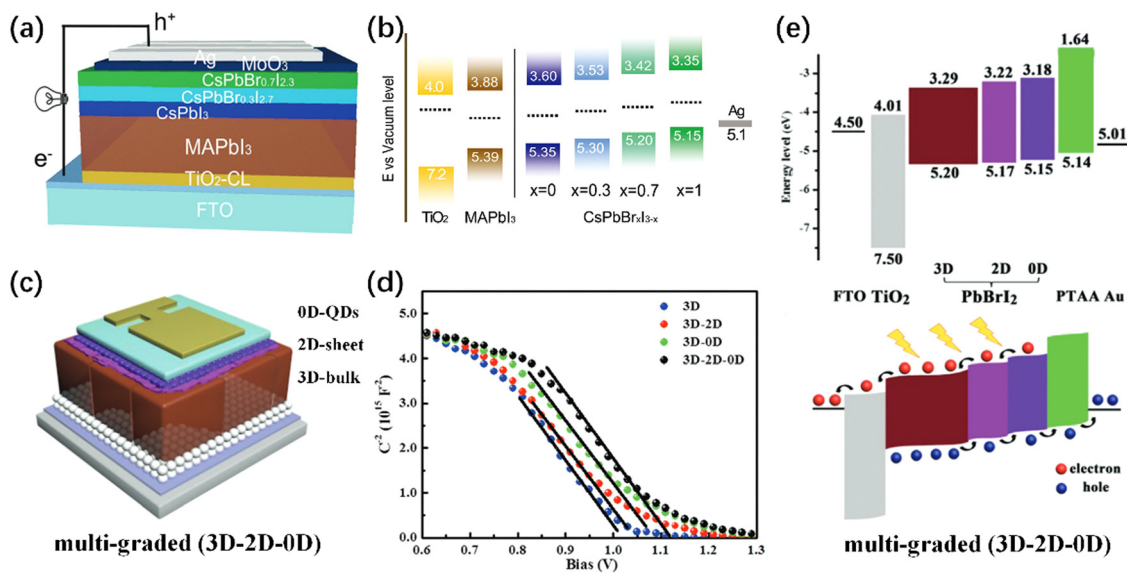 (a)
h+
Ag
MoO3
CsPbBr0.7I2.3
CsPbBr0.3I2.7
CsPbI3
MAPbI3
TiO2-CL
FTO
e-
(b)
E vs Vacuum level
4.0
3.88
3.60
3.53
3.42
3.35
Ag
5.1
7.2
5.39
5.35
5.30
5.20
5.15
x=0
x=0.3
x=0.7
x=1
TiO2
MAPbI3
CsPbBrxI3-x
(c)
0D-QDs
2D-sheet
3D-bulk
multi-graded (3D-2D-0D)
(d)
C-2 (1015 F-2)
5.0
4.0
3.0
2.0
1.0
0.0
3D
3D-2D
3D-0D
3D-2D-0D
0.6
0.7
0.8
0.9
1.0
1.1
1.2
1.3
Bias (V)
(e)
Energy level (eV)
-3
-4
-5
-6
-7
4.50
4.01
3.29
3.22
3.18
1.64
5.01
5.20
5.17
5.15
5.14
7.50
3D
2D
0D
FTO TiO2
PbBrI2
PTAA Au
electron
hole
multi-graded (3D-2D-0D)